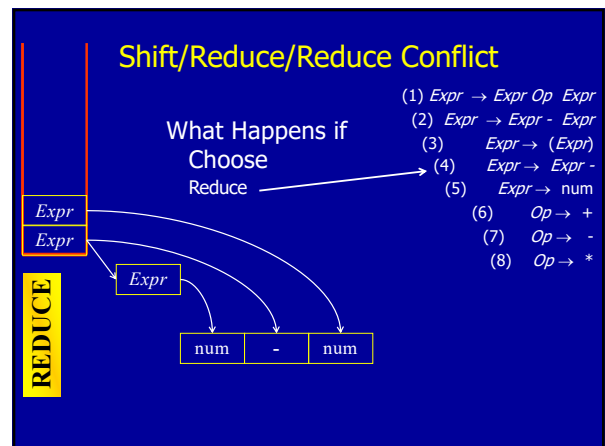 Shift/Reduce/Reduce Conflict
What Happens if
Choose
Reduce
(1) Expr → Expr Op Expr
(2) Expr → Expr - Expr
(3) Expr → (Expr)
(4) Expr → Expr -
(5) Expr → num
(6) Op → +
(7) Op → -
(8) Op → *
Expr
Expr
Expr
num - num
REDUCE